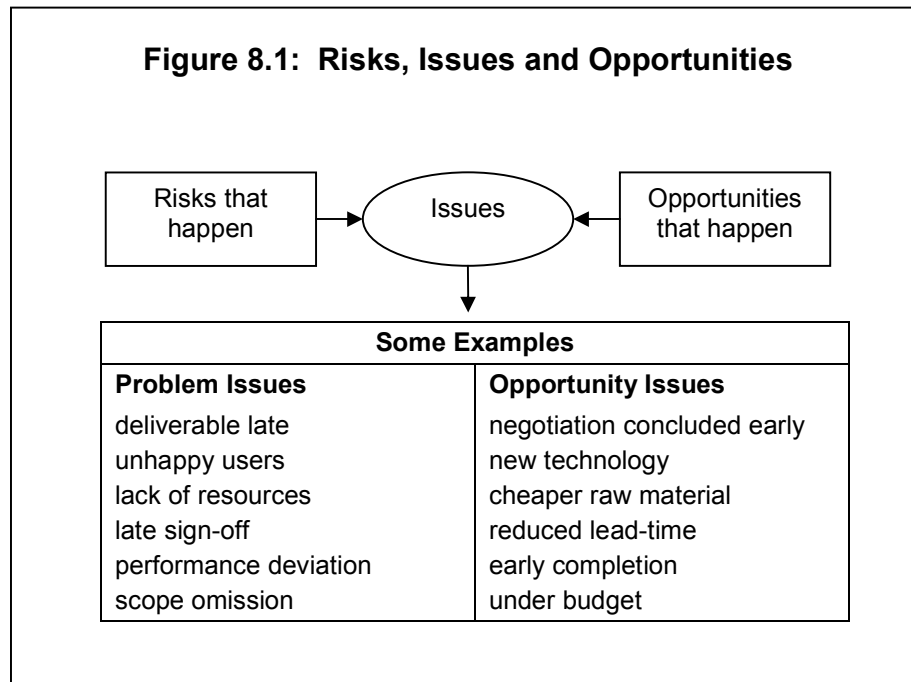 Figure 8.1:  Risks, Issues and Opportunities
Risks that
happen
Issues
Opportunities
that happen
Some Examples
Problem Issues
deliverable late
unhappy users
lack of resources
late sign-off
performance deviation
scope omission
Opportunity Issues
negotiation concluded early
new technology
cheaper raw material
reduced lead-time
early completion
under budget